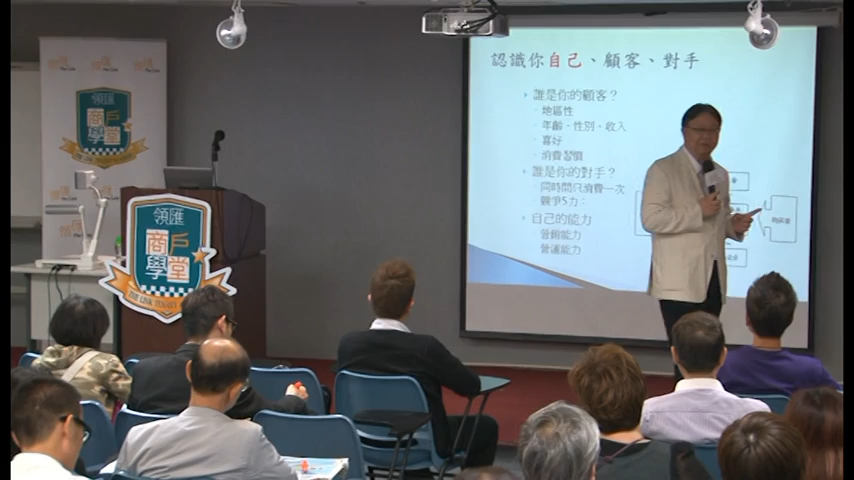 認識你自己、顧客、對手
誰是你的顧客?
地區性
年齡、性別、收入
喜好
消費習慣
誰是你的對手?
同時間只消費一次
競爭5力:
自己的能力
營銷能力
營運能力
領匯
商戶
學堂
領匯
商戶
學堂